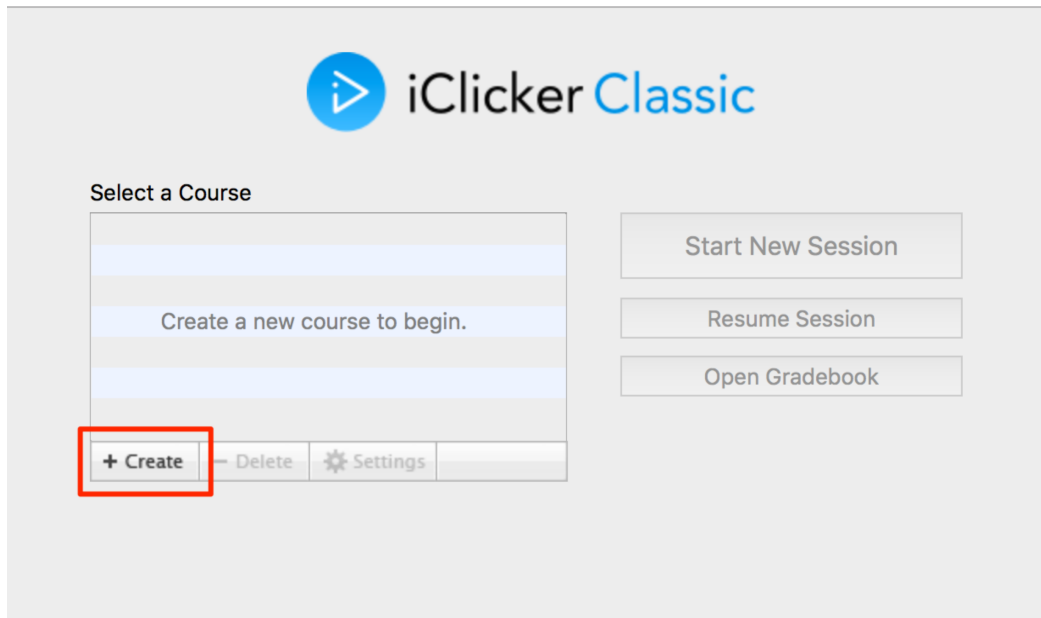 iClicker Classic
Select a Course
Create a new course to begin.
+ Create
− Delete
Settings
Start New Session
Resume Session
Open Gradebook